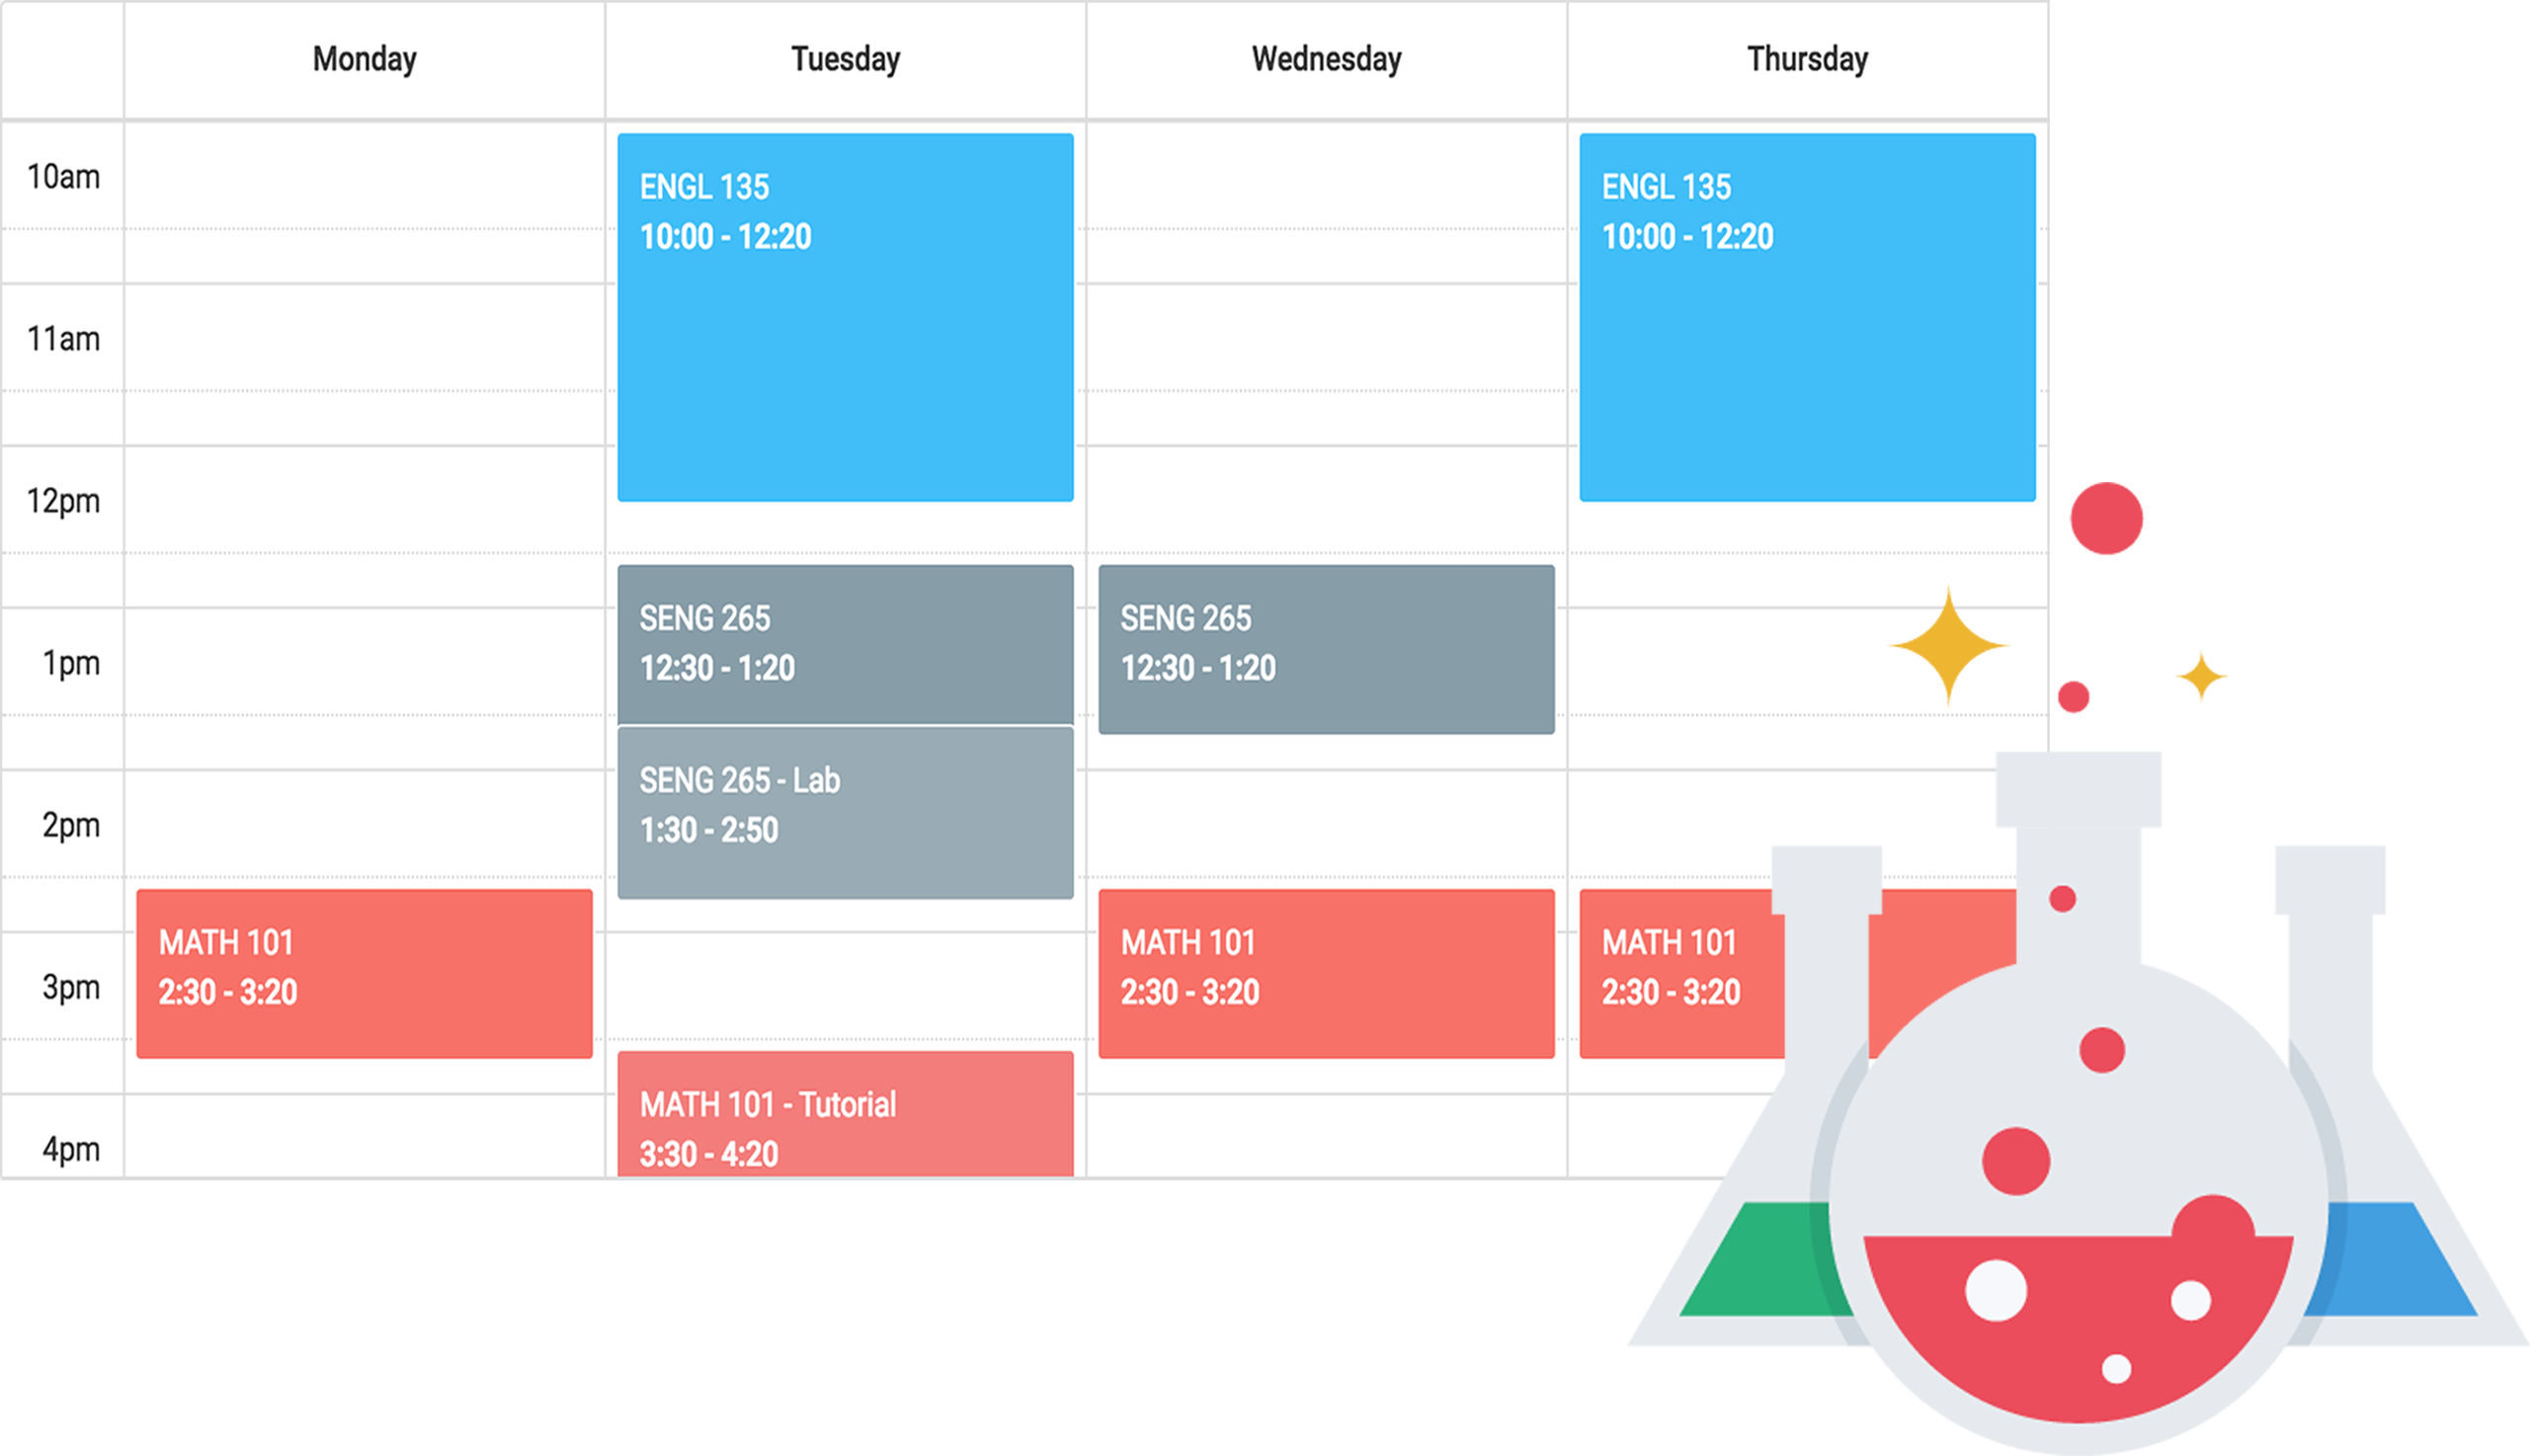 Monday
Tuesday
Wednesday
Thursday
10am
ENGL 135
10:00 - 12:20
ENGL 135
10:00 - 12:20
11am
12pm
SENG 265
12:30 - 1:20
SENG 265
12:30 - 1:20
1pm
SENG 265 - Lab
1:30 - 2:50
2pm
MATH 101
2:30 - 3:20
MATH 101
2:30 - 3:20
MATH 101
2:30 - 3:20
3pm
MATH 101 - Tutorial
3:30 - 4:20
4pm